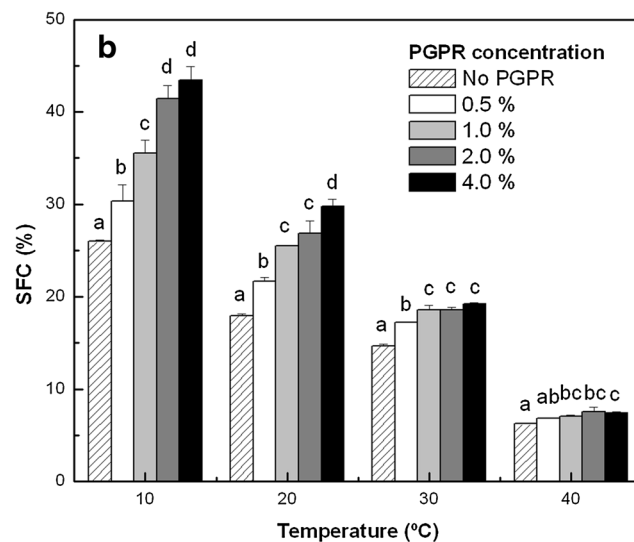 50
40
30
20
10
0
SFC (%)
b
PGPR concentration
No PGPR
0.5 %
1.0 %
2.0 %
4.0 %
a b c d d
a b c c d
a b c c c
a ab bc bc c
10 20 30 40
Temperature (ºC)